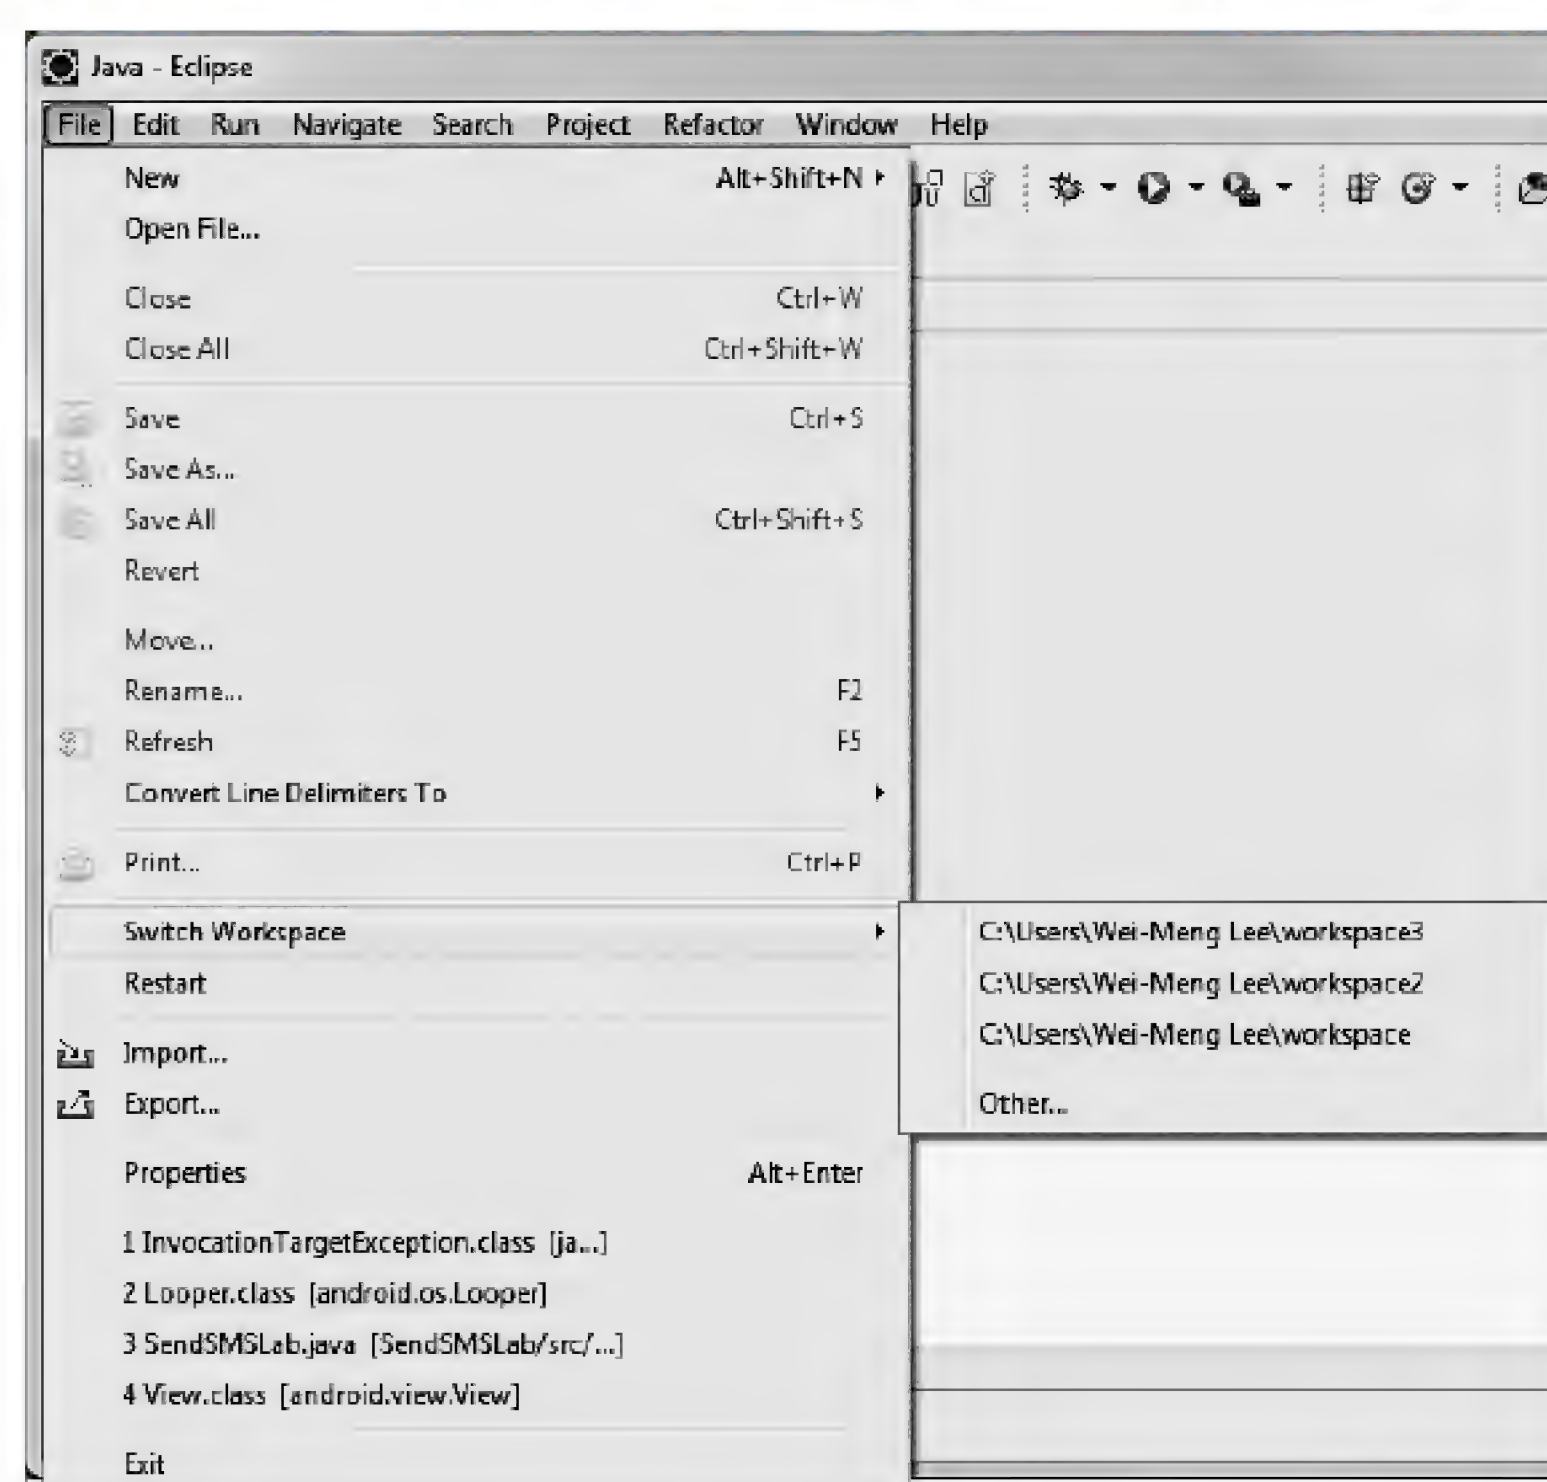 Java - Eclipse
File Edit Run Navigate Search Project Refactor Window Help
New Alt+Shift+N
Open File...
Close Ctrl+W
Close All Ctrl+Shift+W
Save Ctrl+S
Save As...
Save All Ctrl+Shift+S
Revert
Move...
Rename... F2
Refresh F5
Convert Line Delimiters To
Print... Ctrl+P
Switch Workspace
Restart
Import...
Export...
Properties Alt+Enter
1 InvocationTargetException.class [ja...]
2 Looper.class [android.os.Looper]
3 SendSMSLab.java [SendSMSLab/src/...]
4 View.class [android.view.View]
Exit
C:\Users\Wei-Meng Lee\workspace3
C:\Users\Wei-Meng Lee\workspace2
C:\Users\Wei-Meng Lee\workspace
Other...